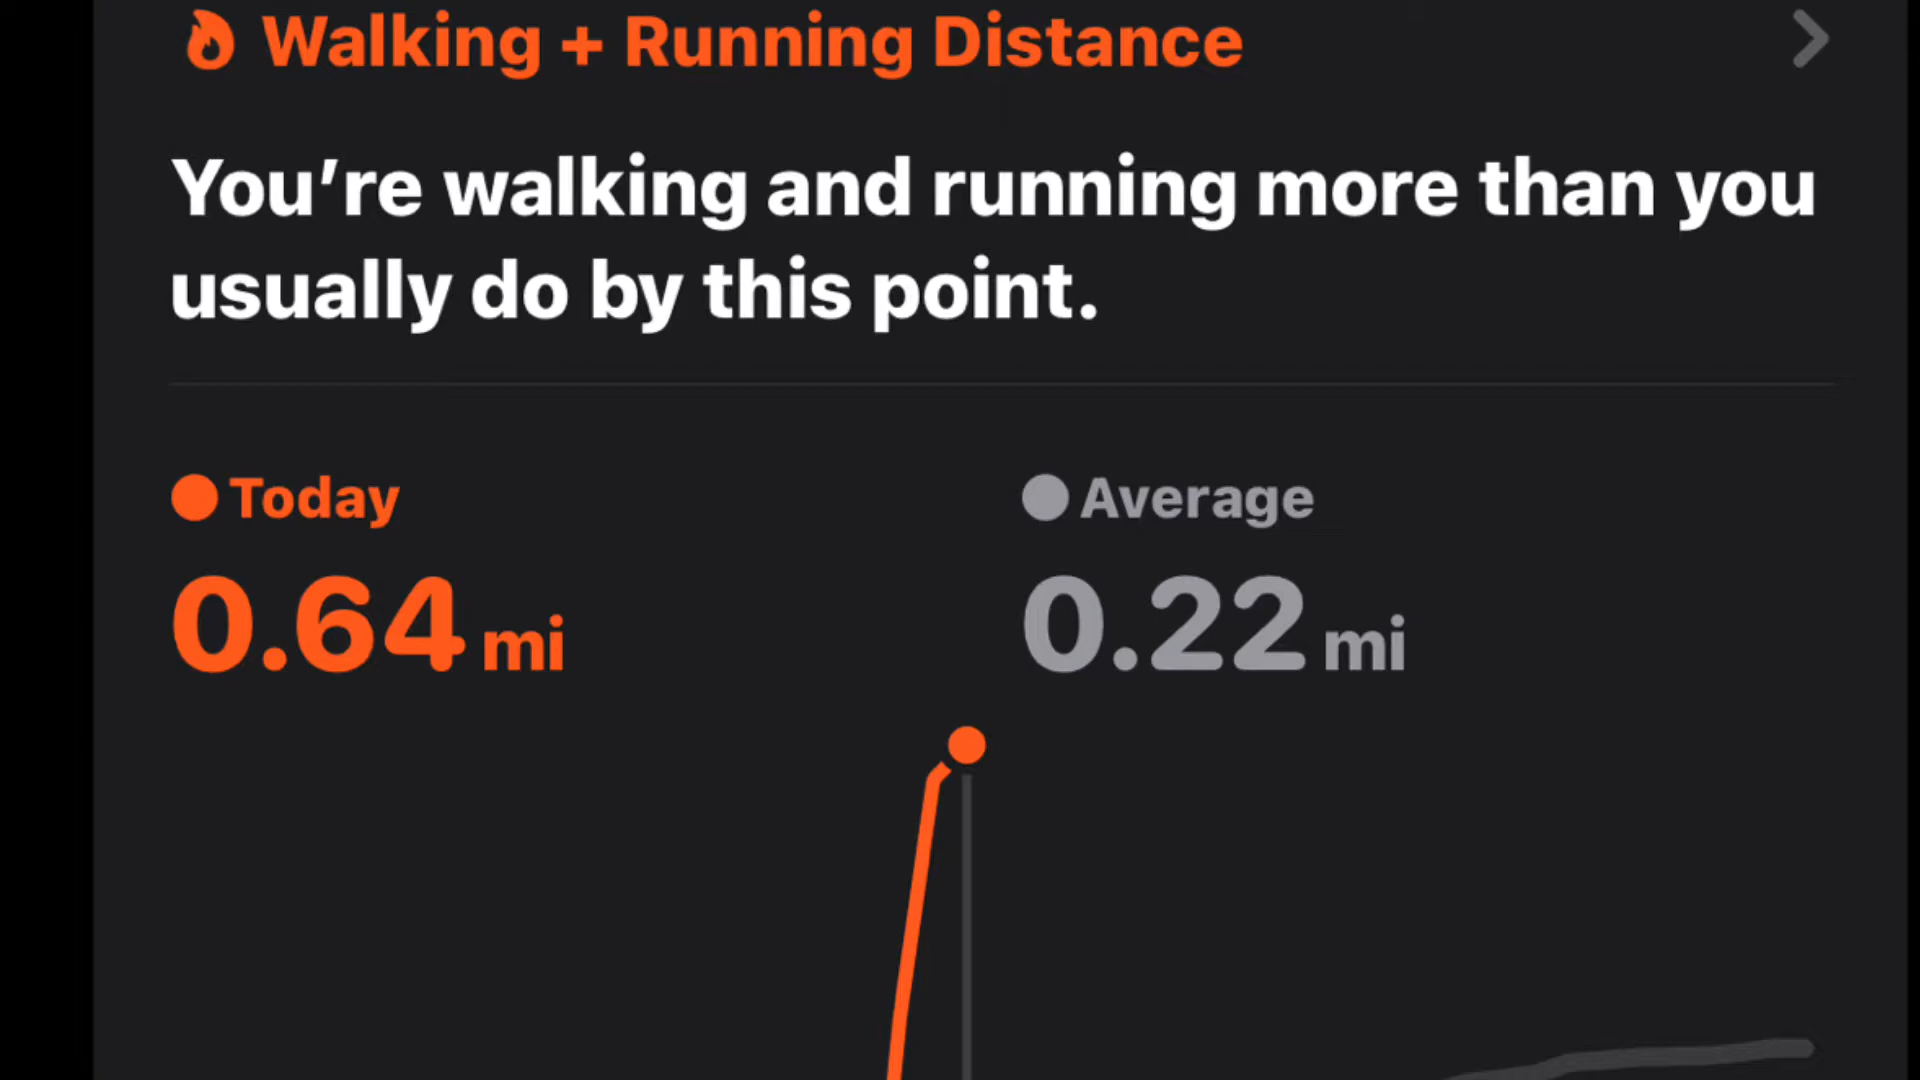 Walking + Running Distance
You’re walking and running more than you
usually do by this point.
Today
Average
0.64 mi
0.22 mi